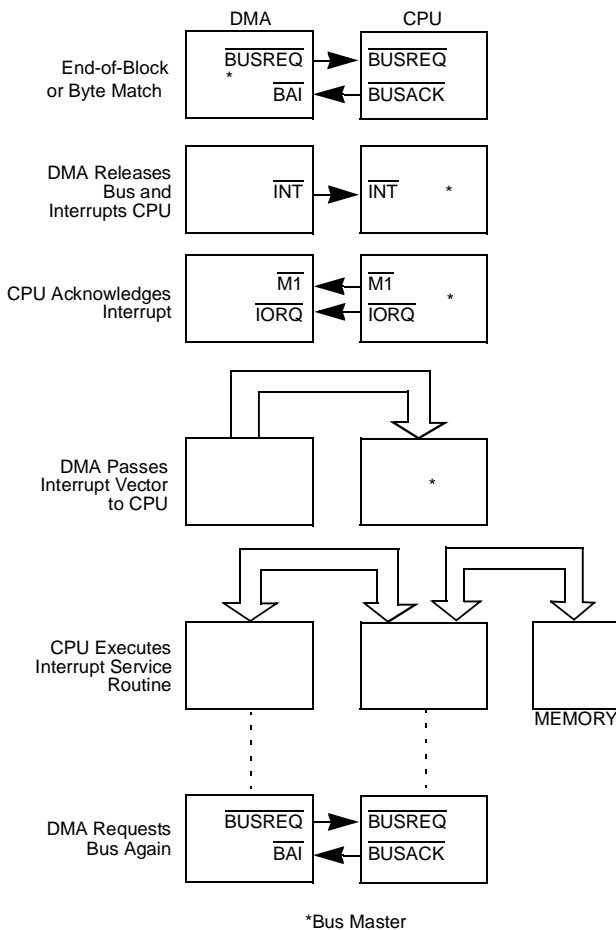 DMA CPU
End-of-Block
or Byte Match
BUSREQ BUSREQ
*
BAI BUSACK
DMA Releases
Bus and
Interrupts CPU
INT INT *
CPU Acknowledges
Interrupt
M1 M1
*
IORQ IORQ
DMA Passes
Interrupt Vector
to CPU
*
CPU Executes
Interrupt Service
Routine
MEMORY
DMA Requests
Bus Again
BUSREQ BUSREQ
BAI BUSACK
*Bus Master